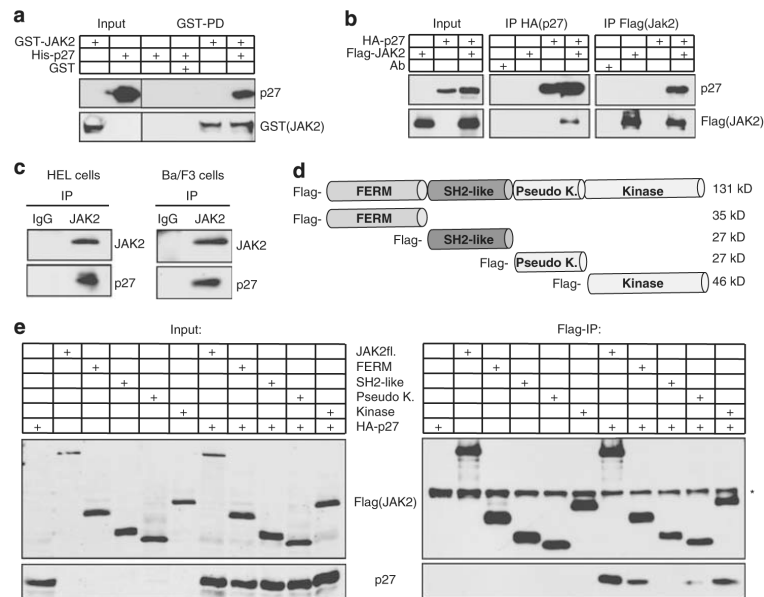 a
Input GST-PD
GST-JAK2 + + +
His-p27 + + +
GST +
p27
GST(JAK2)
b
Input IP HA(p27) IP Flag(Jak2)
HA-p27 + + + + + +
Flag-JAK2 + + + + + +
Ab + +
p27
Flag(JAK2)
c
HEL cells Ba/F3 cells
IP IP
IgG JAK2 IgG JAK2
JAK2 JAK2
p27 p27
d
Flag- FERM SH2-like Pseudo K. Kinase 131 kD
Flag- FERM 35 kD
Flag- SH2-like 27 kD
Flag- Pseudo K. 27 kD
Flag- Kinase 46 kD
e
Input: Flag-IP:
+ + JAK2fl. + +
+ + FERM + +
+ + SH2-like + +
+ + Pseudo K. + +
+ + Kinase + +
+ + + + + + HA-p27 + + + + + +
Flag(JAK2) *
p27